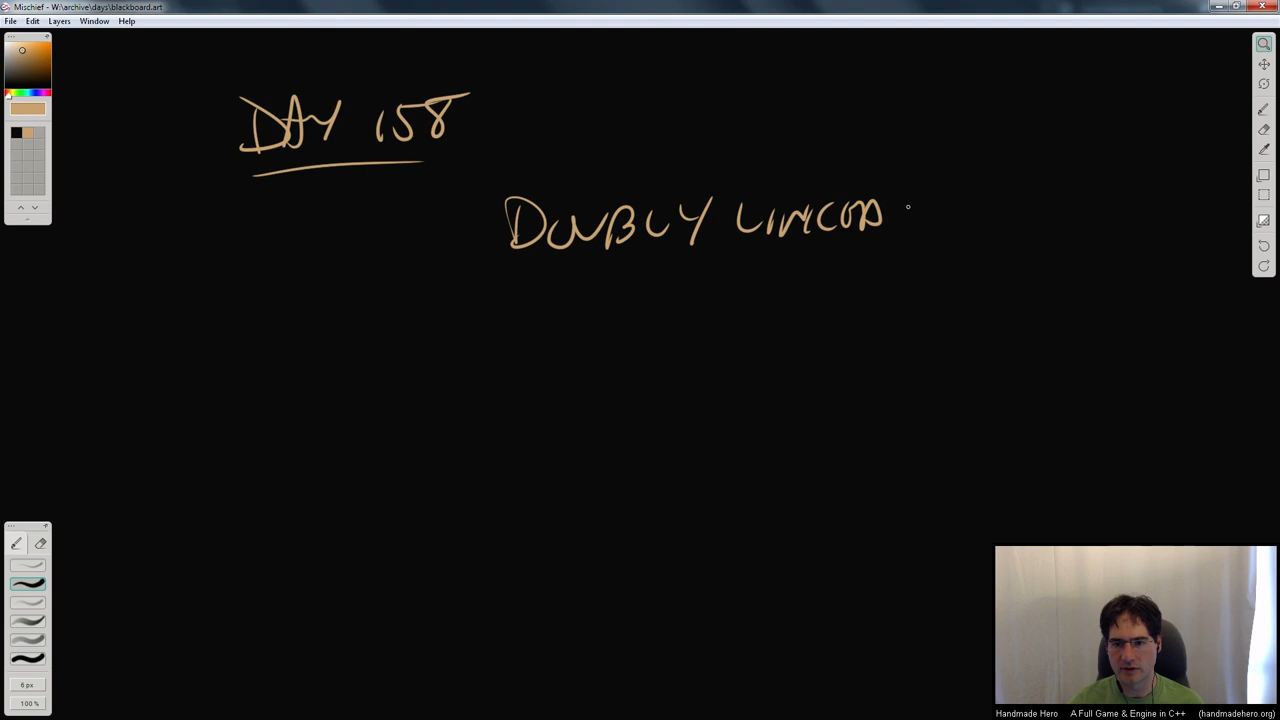 Mischief - W:\archive\days\blackboard.art
File Edit Layers Window Help
DAY 158
DOUBLY LINKED
6 px
100 %
Handmade Hero A Full Game & Engine in C++ (handmadehero.org)